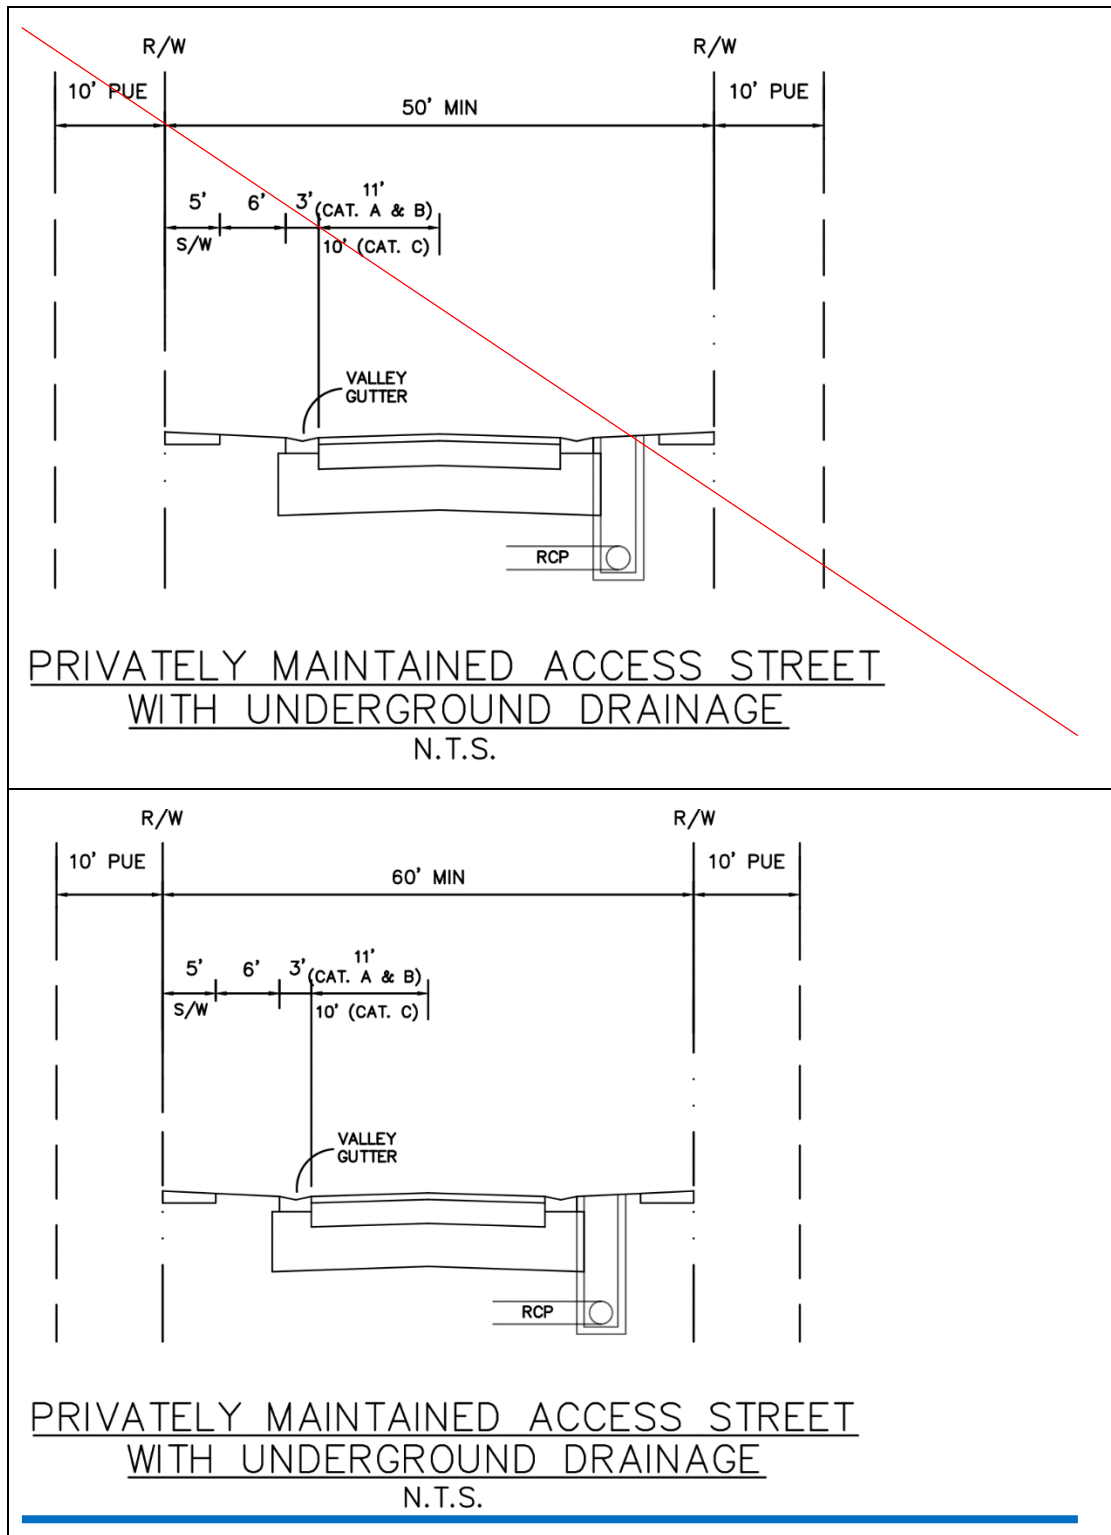 R/W R/W
10' PUE 10' PUE
50' MIN
5' 6' 3' 11'
(CAT. A & B)
S/W 10' (CAT. C)
VALLEY
GUTTER
RCP
PRIVATELY MAINTAINED ACCESS STREET
WITH UNDERGROUND DRAINAGE
N.T.S.
R/W R/W
10' PUE 10' PUE
60' MIN
5' 6' 3' 11'
(CAT. A & B)
S/W 10' (CAT. C)
VALLEY
GUTTER
RCP
PRIVATELY MAINTAINED ACCESS STREET
WITH UNDERGROUND DRAINAGE
N.T.S.